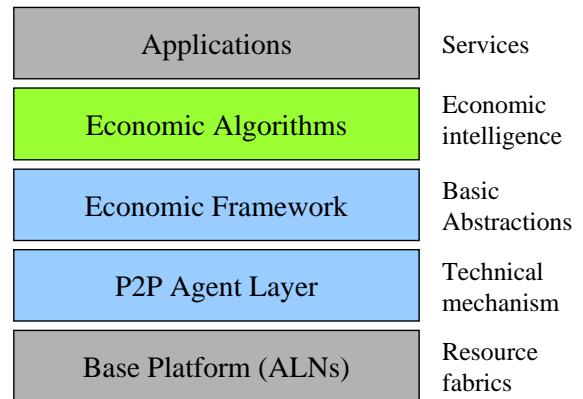 Applications
Services
Economic Algorithms
Economic
intelligence
Economic Framework
Basic
Abstractions
P2P Agent Layer
Technical
mechanism
Base Platform (ALNs)
Resource
fabrics